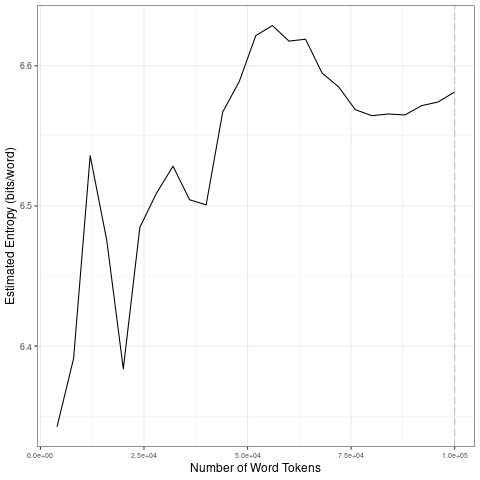 Estimated Entropy (bits/word)
6.6
6.5
6.4
0.0e+00 2.5e+04 5.0e+04 7.5e+04 1.0e+05
Number of Word Tokens